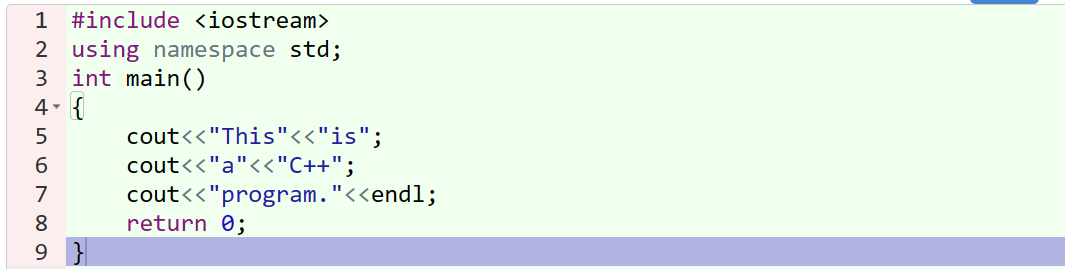 1 #include <iostream>
2 using namespace std;
3 int main()
4 {
5     cout<<"This"<<"is";
6     cout<<"a"<<"C++";
7     cout<<"program."<<endl;
8     return 0;
9 }